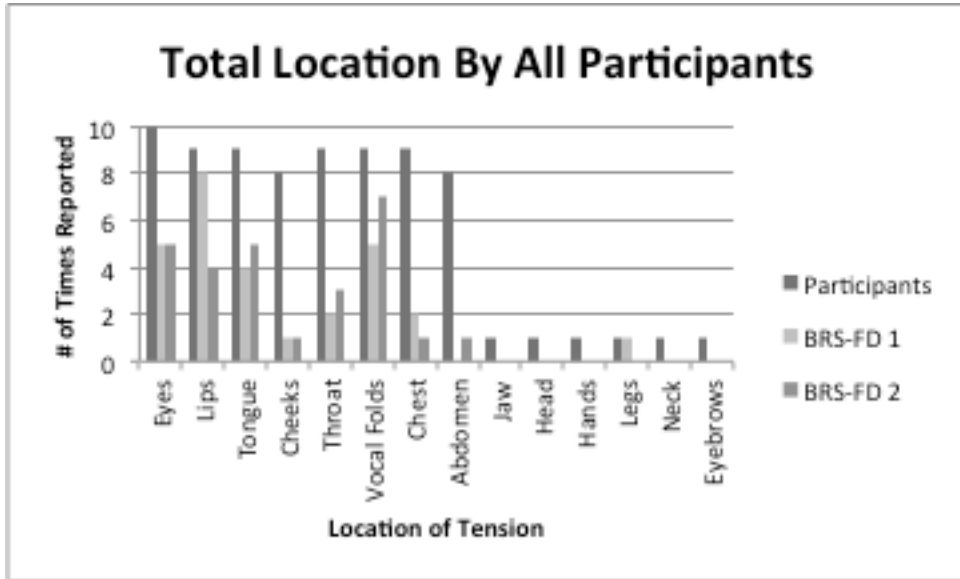 Total Location By All Participants
# of Times Reported
10
8
6
4
2
0
Eyes
Lips
Tongue
Cheeks
Throat
Vocal Folds
Chest
Abdomen
Jaw
Head
Hands
Legs
Neck
Eyebrows
Location of Tension
Participants
BRS-FD 1
BRS-FD 2